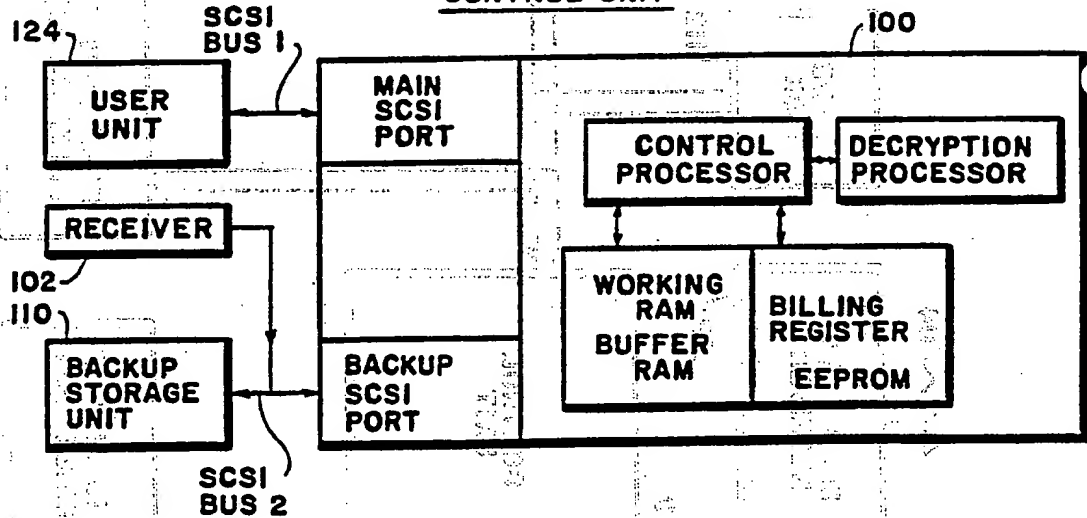 CONTROL UNIT
SCSI
BUS 1
124
100
USER
UNIT
MAIN
SCSI
PORT
CONTROL
PROCESSOR
DECRYPTION
PROCESSOR
RECEIVER
102
110
WORKING
RAM
BUFFER
RAM
BILLING
REGISTER
EEPROM
BACKUP
STORAGE
UNIT
BACKUP
SCSI
PORT
SCSI
BUS 2